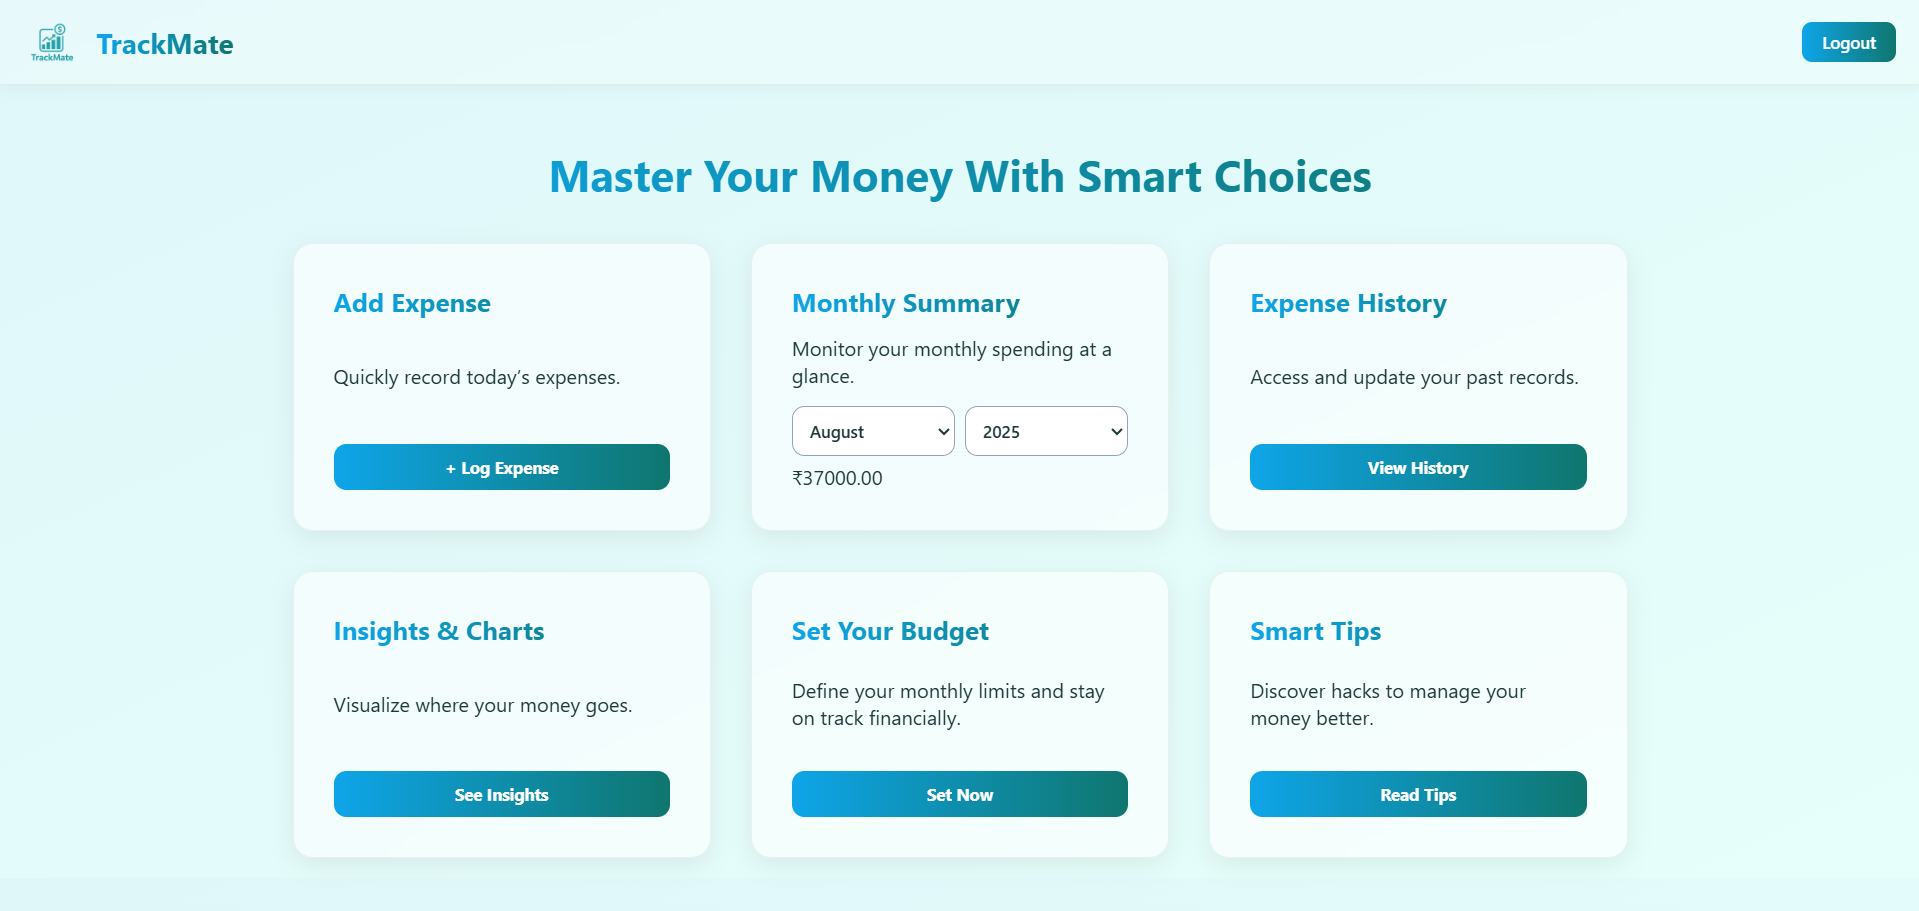 TrackMate
TrackMate
Logout
Master Your Money With Smart Choices
Add Expense
Quickly record today’s expenses.
+ Log Expense
Monthly Summary
Monitor your monthly spending at a
glance.
August
2025
₹37000.00
Expense History
Access and update your past records.
View History
Insights & Charts
Visualize where your money goes.
See Insights
Set Your Budget
Define your monthly limits and stay
on track financially.
Set Now
Smart Tips
Discover hacks to manage your
money better.
Read Tips